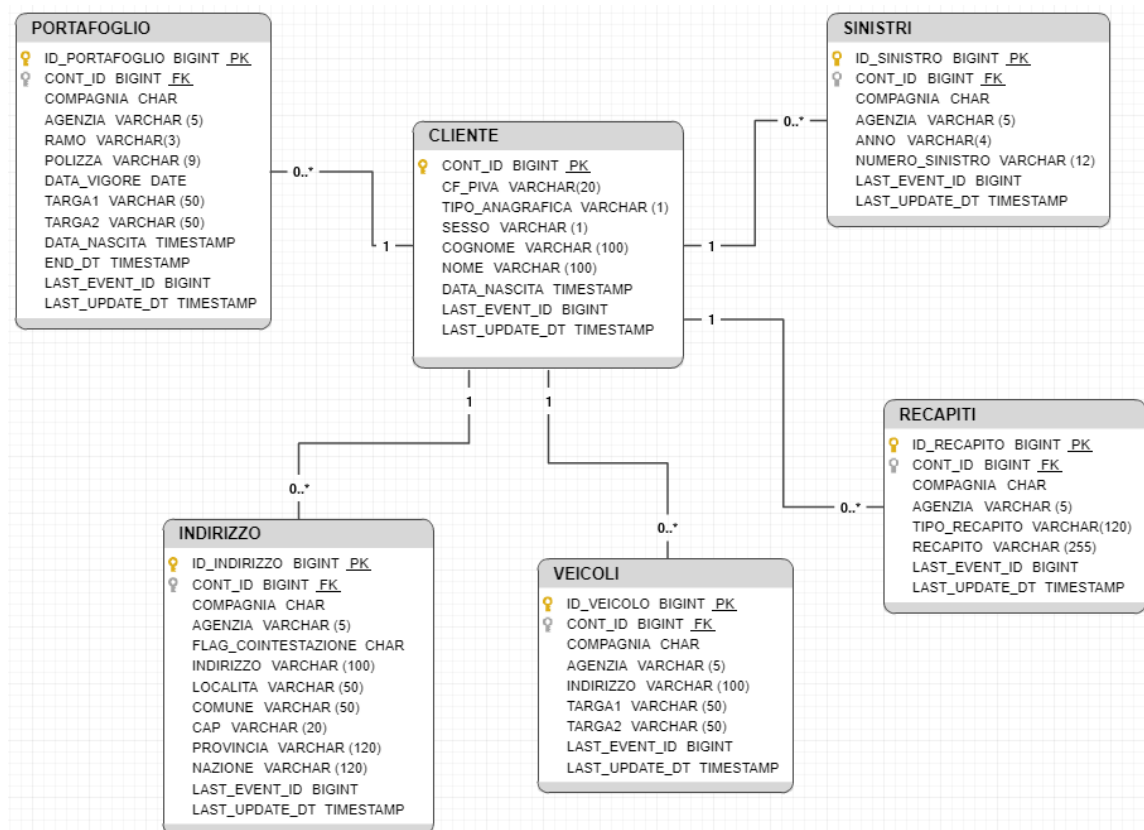 PORTAFOGLIO
ID_PORTAFOGLIO BIGINT PK
CONT_ID BIGINT FK
COMPAGNIA CHAR
AGENZIA VARCHAR (5)
RAMO VARCHAR(3)
POLIZZA VARCHAR (9)
DATA_VIGORE DATE
TARGA1 VARCHAR (50)
TARGA2 VARCHAR (50)
DATA_NASCITA TIMESTAMP
END_DT TIMESTAMP
LAST_EVENT_ID BIGINT
LAST_UPDATE_DT TIMESTAMP
0..*
1
CLIENTE
CONT_ID BIGINT PK
CF_PIVA VARCHAR(20)
TIPO_ANAGRAFICA VARCHAR (1)
SESSO VARCHAR (1)
COGNOME VARCHAR (100)
NOME VARCHAR (100)
DATA_NASCITA TIMESTAMP
LAST_EVENT_ID BIGINT
LAST_UPDATE_DT TIMESTAMP
0..*
1
SINISTRI
ID_SINISTRO BIGINT PK
CONT_ID BIGINT FK
COMPAGNIA CHAR
AGENZIA VARCHAR (5)
ANNO VARCHAR(4)
NUMERO_SINISTRO VARCHAR (12)
LAST_EVENT_ID BIGINT
LAST_UPDATE_DT TIMESTAMP
1
0..*
RECAPITI
ID_RECAPITO BIGINT PK
CONT_ID BIGINT FK
COMPAGNIA CHAR
AGENZIA VARCHAR (5)
TIPO_RECAPITO VARCHAR(120)
RECAPITO VARCHAR (255)
LAST_EVENT_ID BIGINT
LAST_UPDATE_DT TIMESTAMP
1
0..*
INDIRIZZO
ID_INDIRIZZO BIGINT PK
CONT_ID BIGINT FK
COMPAGNIA CHAR
AGENZIA VARCHAR (5)
FLAG_COINTESTAZIONE CHAR
INDIRIZZO VARCHAR (100)
LOCALITA VARCHAR (50)
COMUNE VARCHAR (50)
CAP VARCHAR (20)
PROVINCIA VARCHAR (120)
NAZIONE VARCHAR (120)
LAST_EVENT_ID BIGINT
LAST_UPDATE_DT TIMESTAMP
1
0..*
VEICOLI
ID_VEICOLO BIGINT PK
CONT_ID BIGINT FK
COMPAGNIA CHAR
AGENZIA VARCHAR (5)
INDIRIZZO VARCHAR (100)
TARGA1 VARCHAR (50)
TARGA2 VARCHAR (50)
LAST_EVENT_ID BIGINT
LAST_UPDATE_DT TIMESTAMP